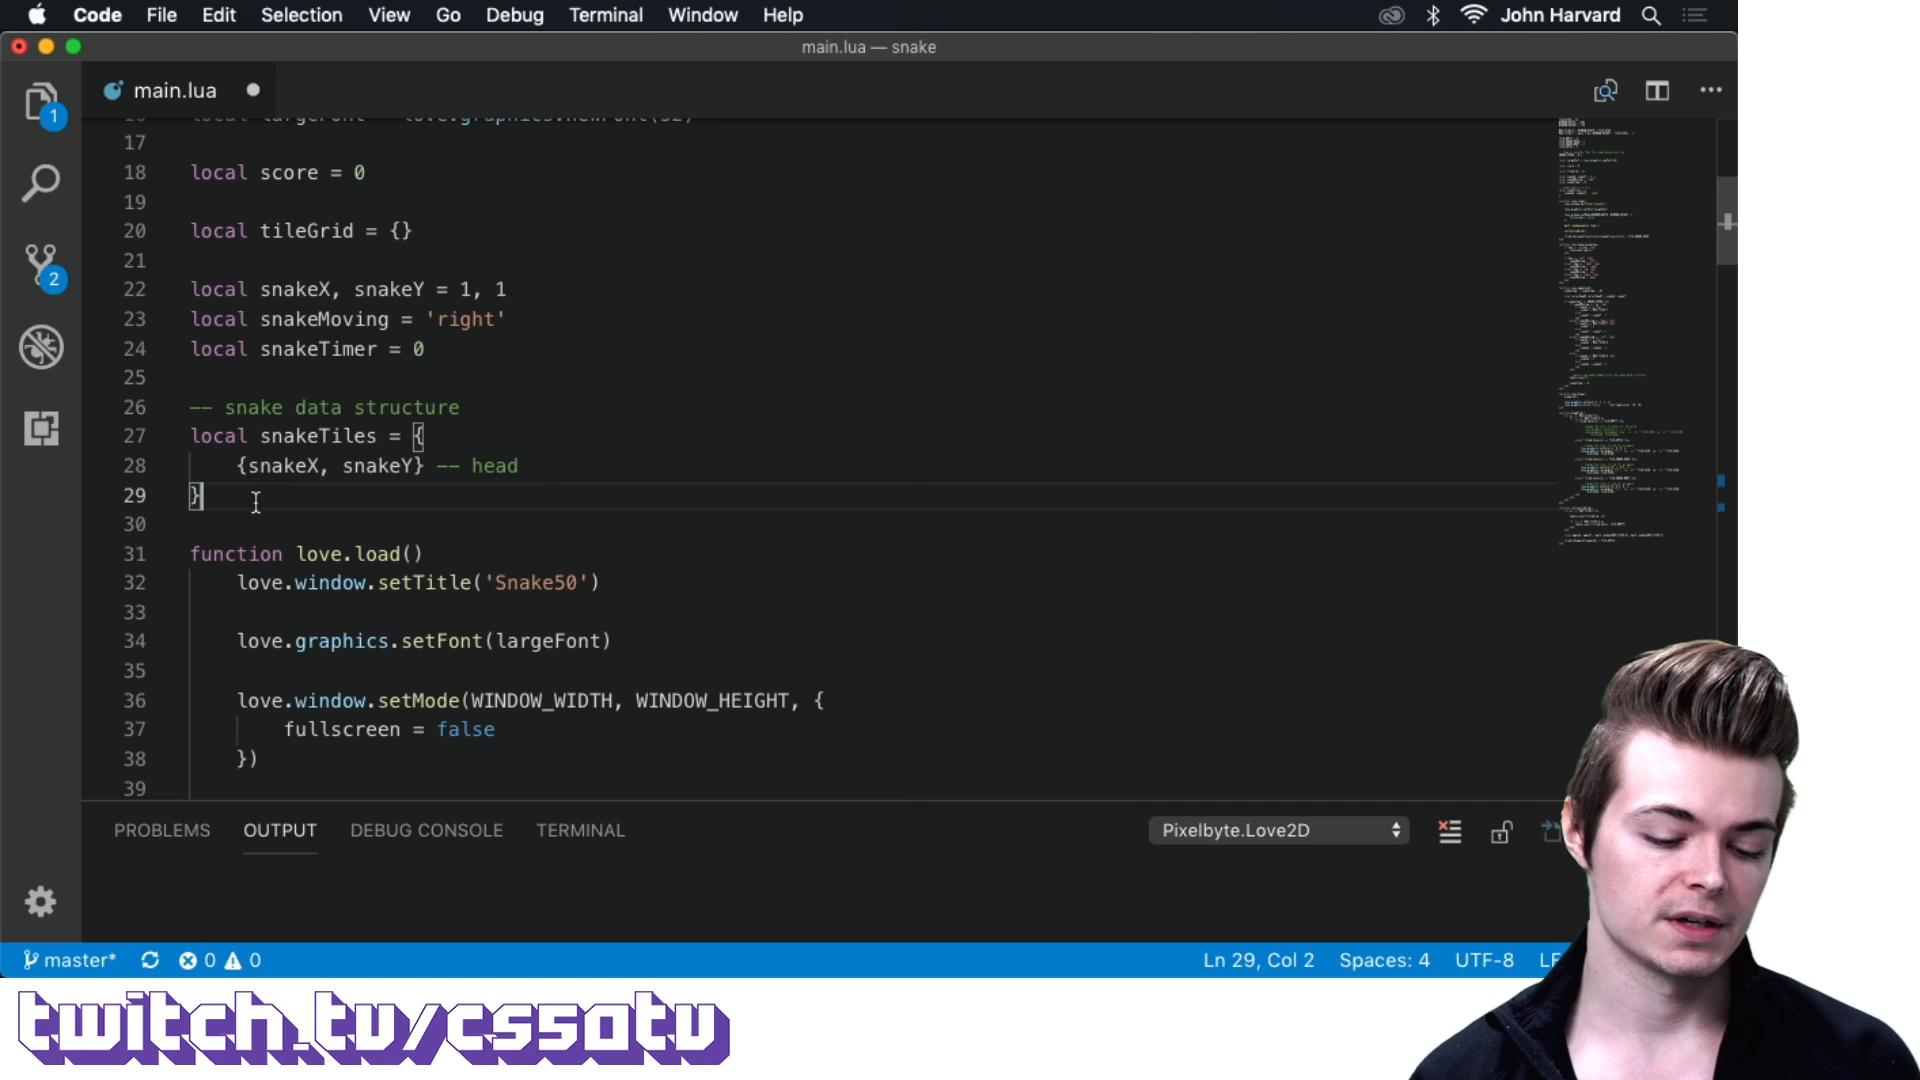 Code File Edit Selection View Go Debug Terminal Window Help John Harvard
main.lua — snake
main.lua
1
2
17
18 local score = 0
19
20 local tileGrid = {}
21
22 local snakeX, snakeY = 1, 1
23 local snakeMoving = 'right'
24 local snakeTimer = 0
25
26 -- snake data structure
27 local snakeTiles = {
28 {snakeX, snakeY} -- head
29 }
30
31 function love.load()
32 love.window.setTitle('Snake50')
33
34 love.graphics.setFont(largeFont)
35
36 love.window.setMode(WINDOW_WIDTH, WINDOW_HEIGHT, {
37 fullscreen = false
38 })
39
PROBLEMS OUTPUT DEBUG CONSOLE TERMINAL Pixelbyte.Love2D
master* 0 0 Ln 29, Col 2 Spaces: 4 UTF-8 LF
twitch.tv/cs50tv